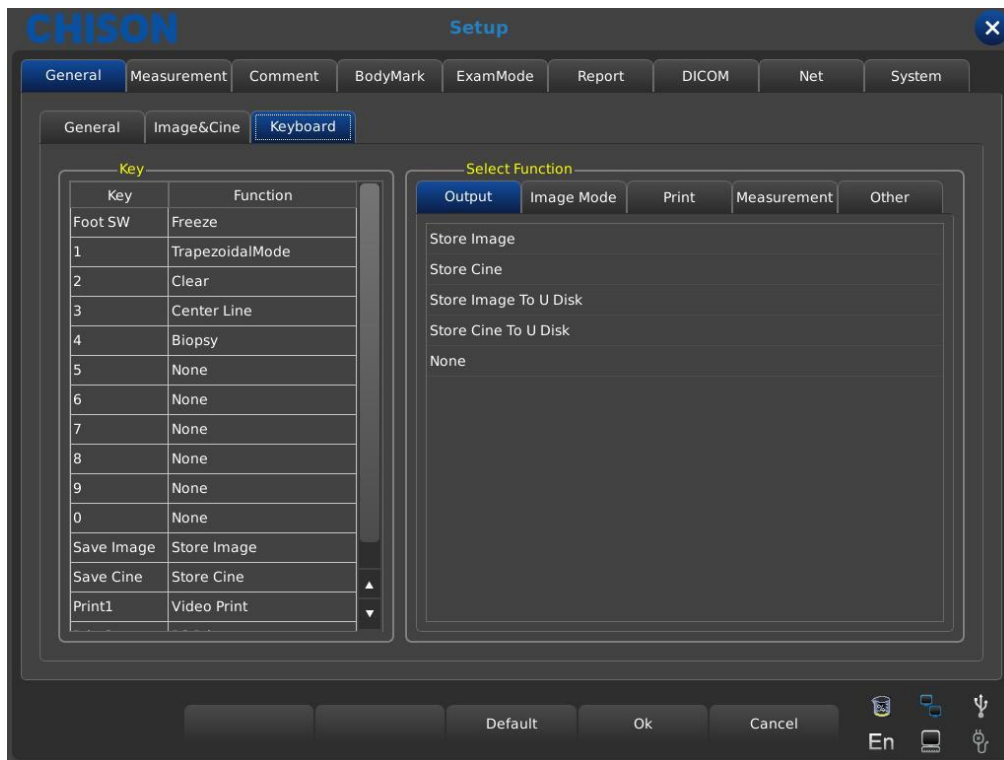 CHISON Setup
General Measurement Comment BodyMark ExamMode Report DICOM Net System
General Image&Cine Keyboard
Key
Key Function
Foot SW Freeze
1 TrapezoidalMode
2 Clear
3 Center Line
4 Biopsy
5 None
6 None
7 None
8 None
9 None
0 None
Save Image Store Image
Save Cine Store Cine
Print1 Video Print
Select Function
Output Image Mode Print Measurement Other
Store Image
Store Cine
Store Image To U Disk
Store Cine To U Disk
None
Default Ok Cancel
En